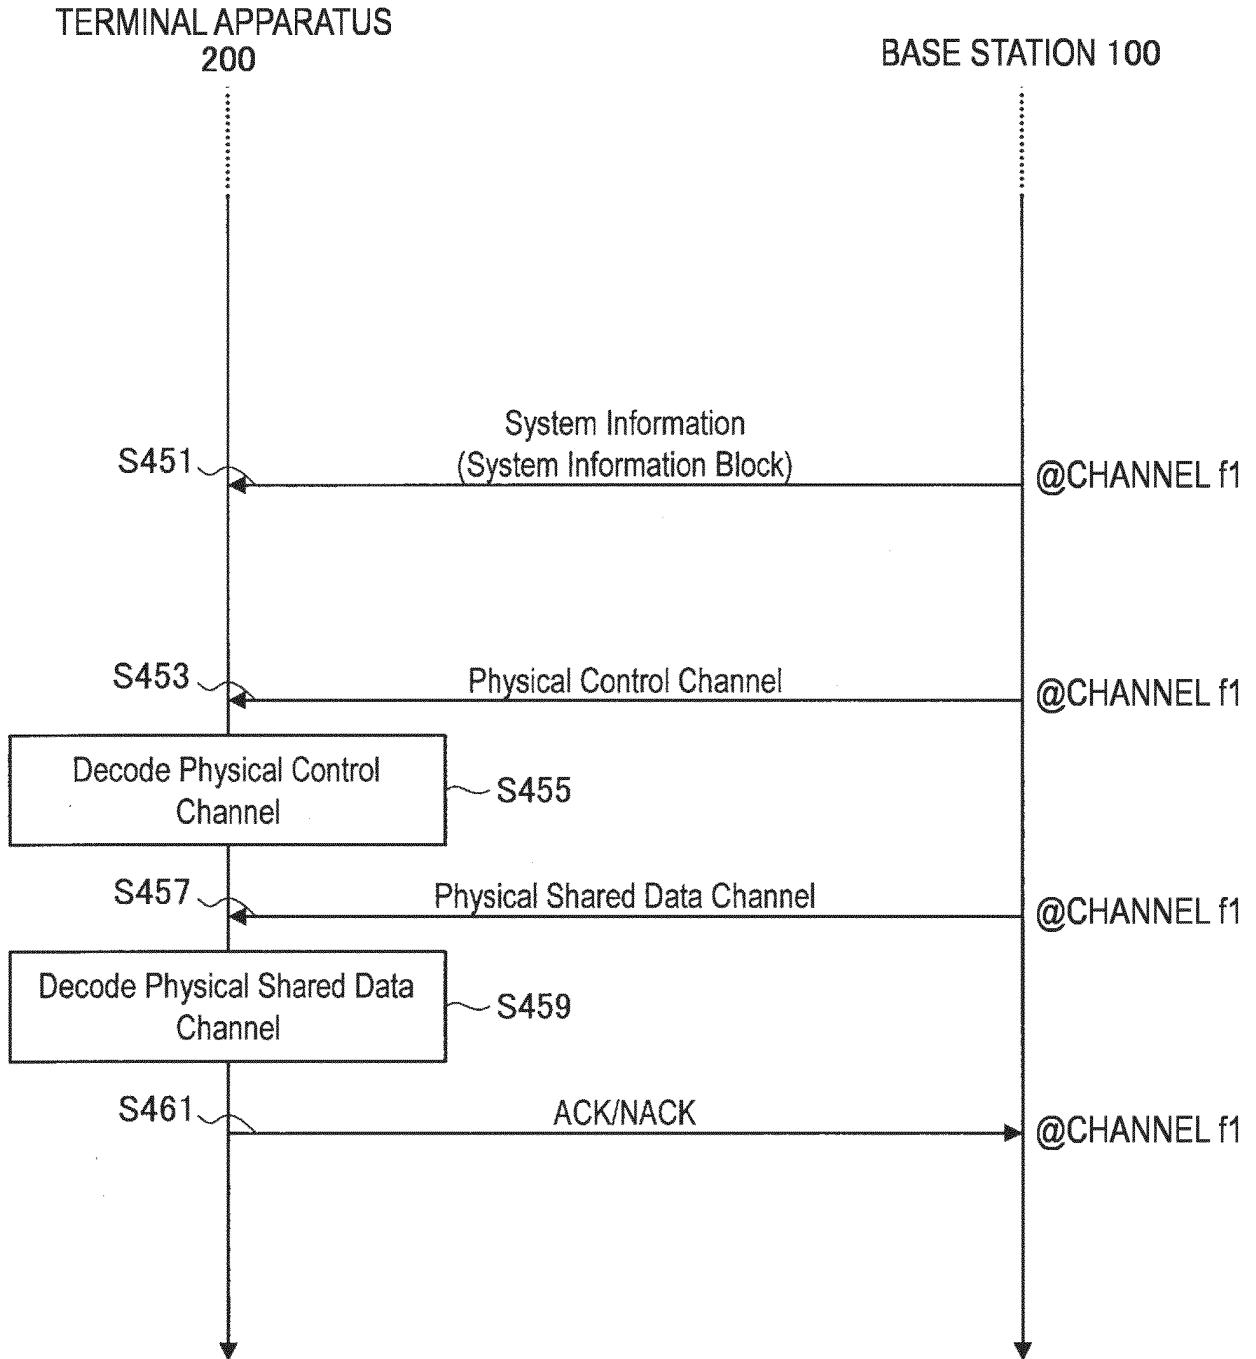 TERMINAL APPARATUS
200
BASE STATION 100
System Information
(System Information Block)
S451
@CHANNEL f1
S453
Physical Control Channel
@CHANNEL f1
Decode Physical Control
Channel
S455
S457
Physical Shared Data Channel
@CHANNEL f1
Decode Physical Shared Data
Channel
S459
S461
ACK/NACK
@CHANNEL f1